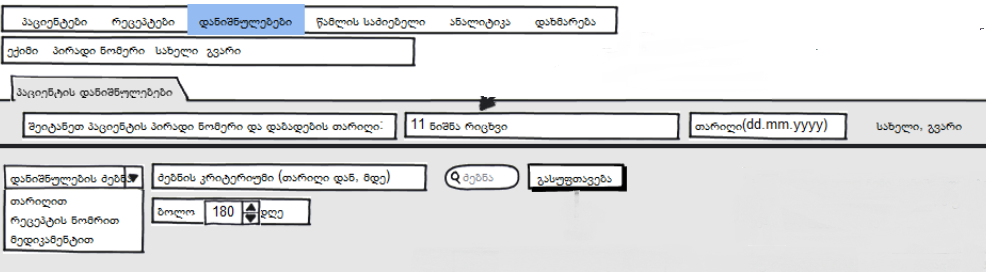 პაციენტები რეცეპტები დანიშნულებები წამლის საძიებელი ანალიტიკა დახმარება
ექიმი პირადი ნომერი სახელი გვარი
პაციენტის დანიშნულებები
შეიტანეთ პაციენტის პირადი ნომერი და დაბადების თარიღი: 11 ნიშნა რიცხვი თარიღი(dd.mm.yyyy) სახელი, გვარი
დანიშნულების ძებნა ძებნის კრიტერიუმი (თარიღი დან, მდე) ძებნა გასუფთავება
თარიღით
ბოლო 180 დღე
რეცეპტის ნომრით
მედიკამენტით